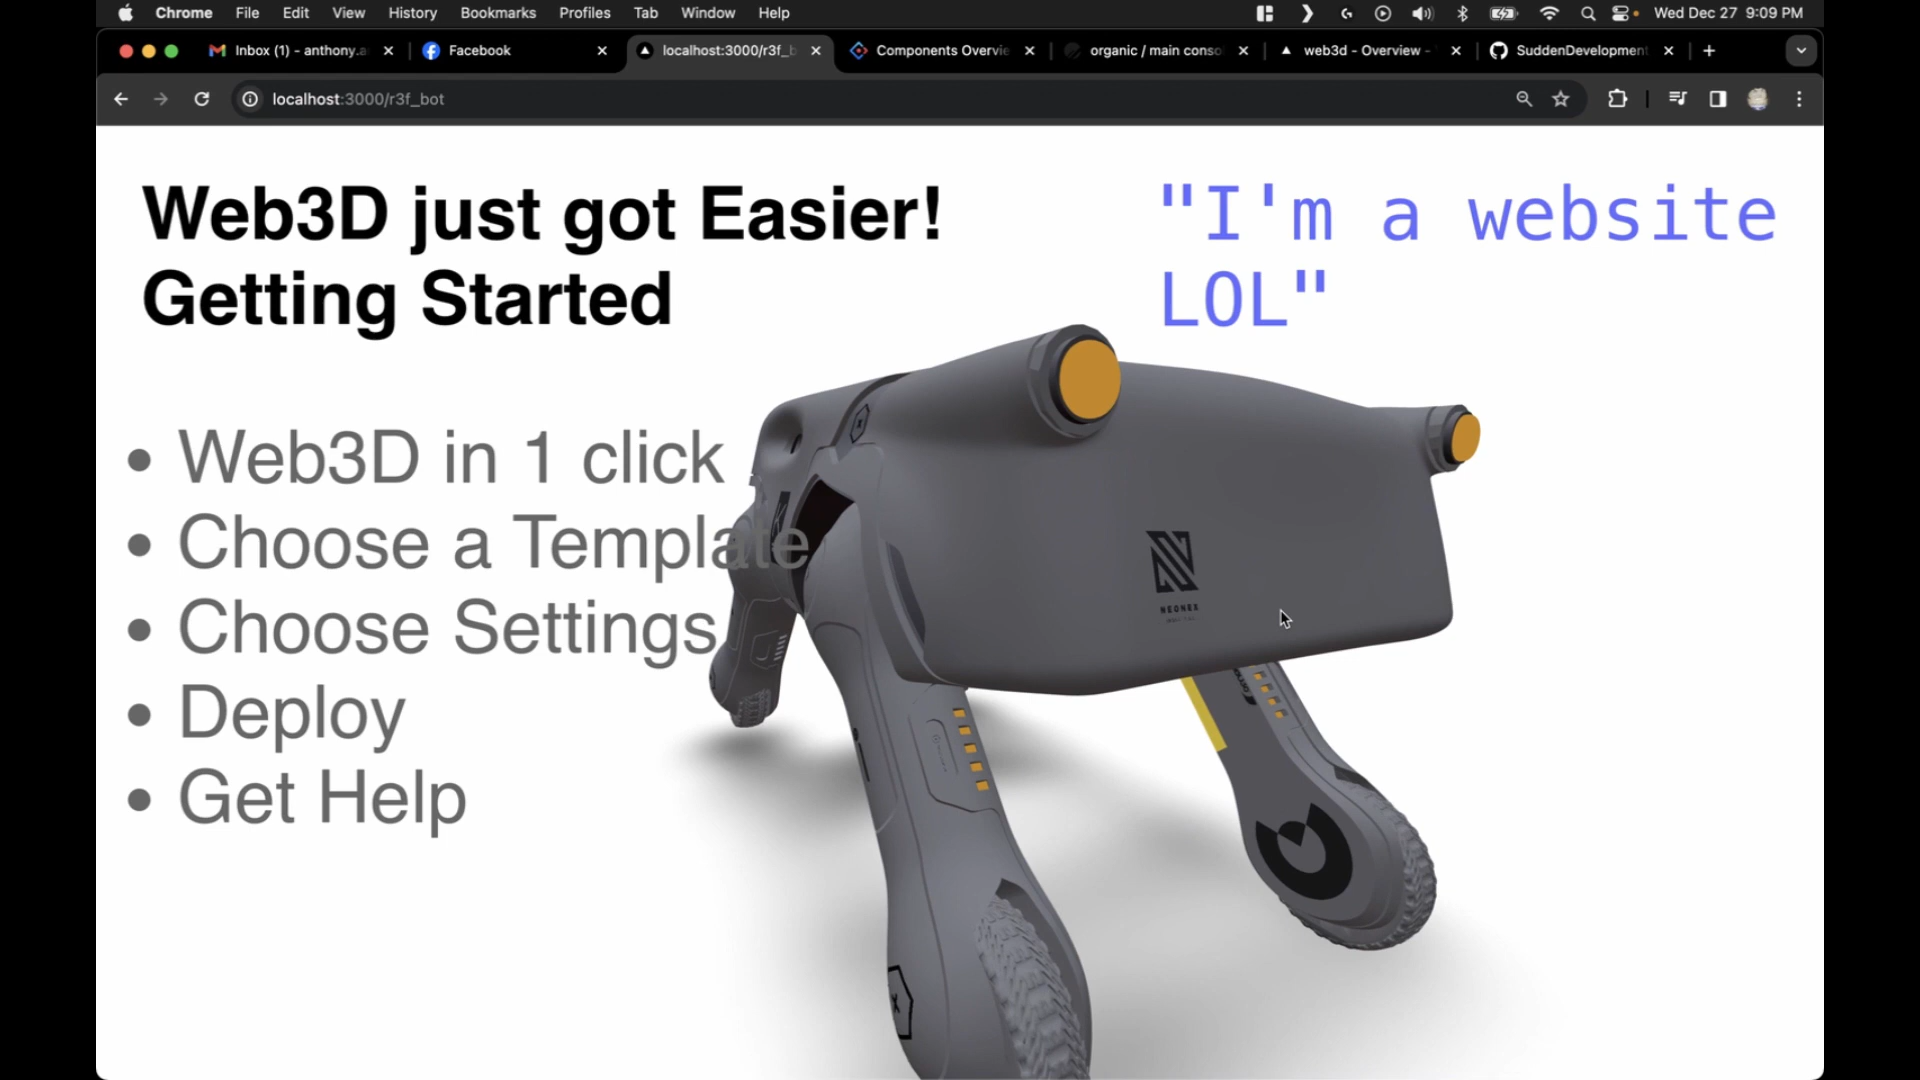 Chrome File Edit View History Bookmarks Profiles Tab Window Help Wed Dec 27 9:09 PM
Inbox (1) - anthony.a Facebook localhost:3000/r3f_b Components Overvie organic / main conso web3d - Overview - SuddenDevelopment
localhost:3000/r3f_bot
Web3D just got Easier!
Getting Started
"I'm a website
LOL"
• Web3D in 1 click
• Choose a Template
• Choose Settings
• Deploy
• Get Help
NEONEX